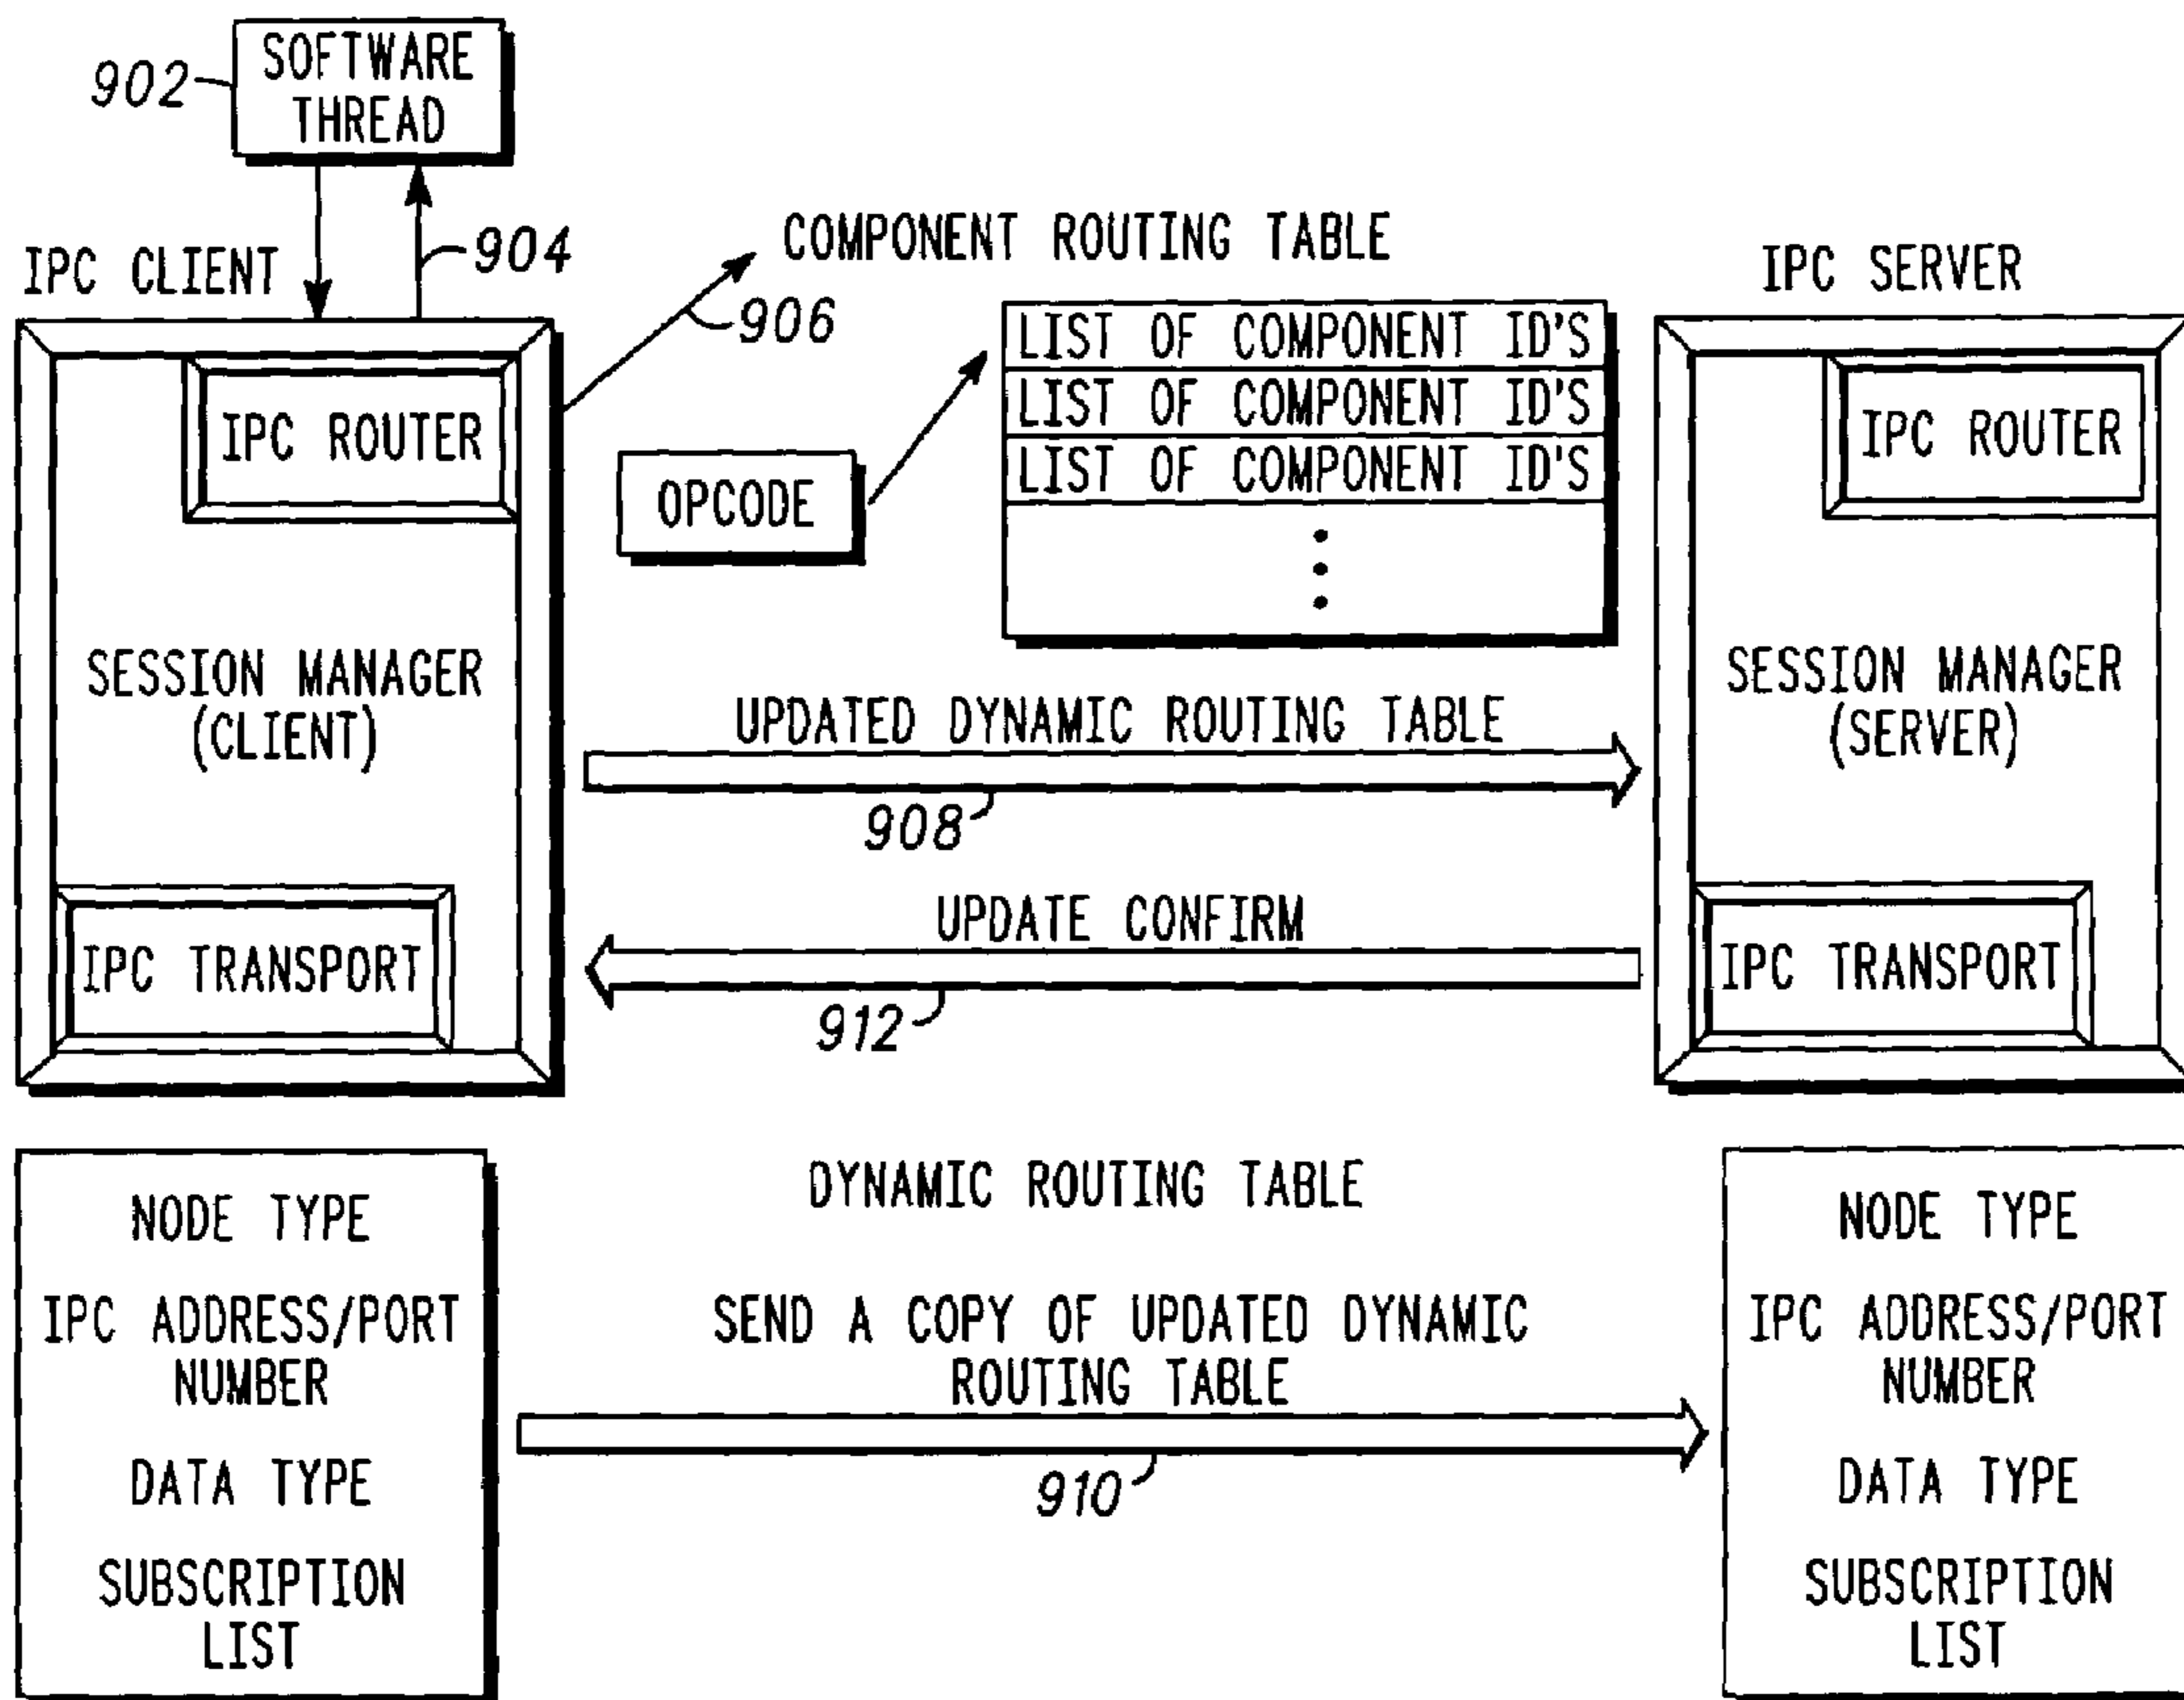 SOFTWARE
THREAD
902
904
IPC CLIENT
906
COMPONENT ROUTING TABLE
IPC SERVER
LIST OF COMPONENT ID'S
LIST OF COMPONENT ID'S
LIST OF COMPONENT ID'S
IPC ROUTER
OPCODE
IPC ROUTER
SESSION MANAGER
(CLIENT)
SESSION MANAGER
(SERVER)
UPDATED DYNAMIC ROUTING TABLE
908
UPDATE CONFIRM
912
IPC TRANSPORT
IPC TRANSPORT
NODE TYPE
IPC ADDRESS/PORT
NUMBER
DATA TYPE
SUBSCRIPTION
LIST
DYNAMIC ROUTING TABLE
SEND A COPY OF UPDATED DYNAMIC
ROUTING TABLE
910
NODE TYPE
IPC ADDRESS/PORT
NUMBER
DATA TYPE
SUBSCRIPTION
LIST